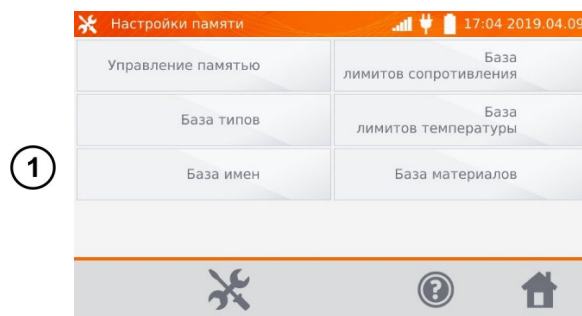 Настройки памяти
17:04 2019.04.09
Управление памятью
База
лимитов сопротивления
База типов
База
лимитов температуры
1
База имен
База материалов
?